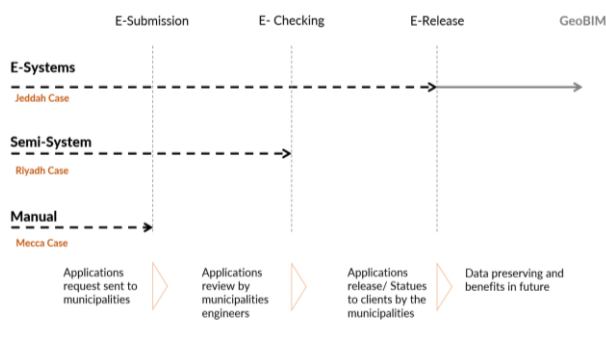 E-Submission
E- Checking
E-Release
GeoBIM
E-Systems
Jeddah Case
Semi-System
Riyadh Case
Manual
Mecca Case
Applications
request sent to
municipalities
Applications
review by
municipalities
engineers
Applications
release/ Statues
to clients by the
municipalities
Data preserving and
benefits in future